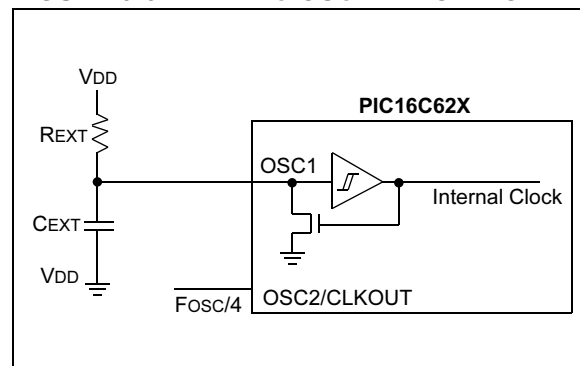 VDD
PIC16C62X
REXT
OSC1
Internal Clock
CEXT
VDD
FOSC/4
OSC2/CLKOUT